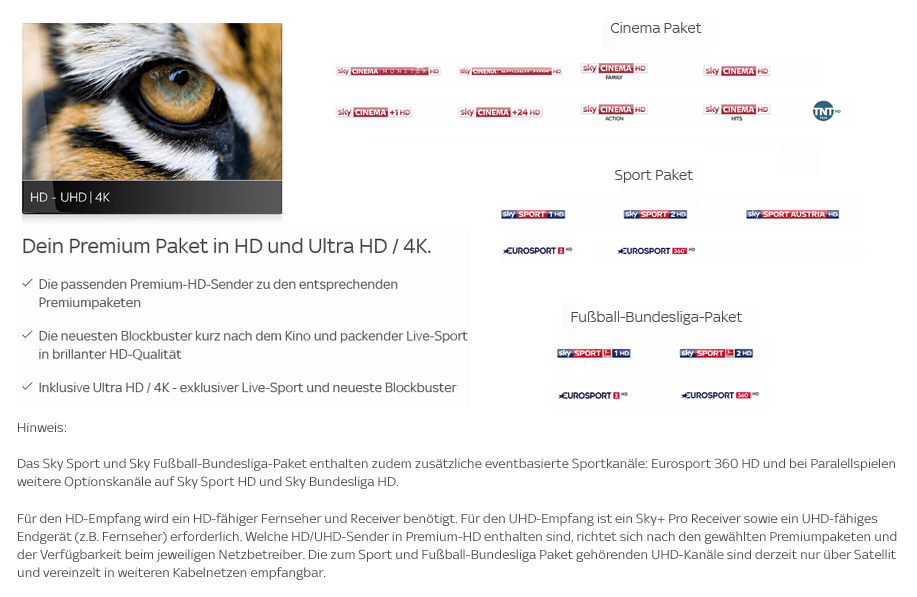 Cinema Paket
sky CINEMA MONSTER HD
sky CINEMA HD
sky CINEMA HD
FAMILY
sky CINEMA HD
sky CINEMA +1 HD
sky CINEMA +24 HD
sky CINEMA HD
ACTION
sky CINEMA HD
HITS
TNT HD
FILM
HD - UHD | 4K
Sport Paket
sky SPORT 1 HD
sky SPORT 2 HD
sky SPORT AUSTRIA HD
EUROSPORT 2 HD
EUROSPORT 360° HD
Dein Premium Paket in HD und Ultra HD / 4K.
Die passenden Premium-HD-Sender zu den entsprechenden
Premiumpaketen
Die neuesten Blockbuster kurz nach dem Kino und packender Live-Sport
in brillanter HD-Qualität
Inklusive Ultra HD / 4K - exklusiver Live-Sport und neueste Blockbuster
Fußball-Bundesliga-Paket
sky SPORT 1 HD
sky SPORT 2 HD
EUROSPORT 2 HD
EUROSPORT 360° HD
Hinweis:
Das Sky Sport und Sky Fußball-Bundesliga-Paket enthalten zudem zusätzliche eventbasierte Sportkanäle: Eurosport 360 HD und bei Paralellspielen
weitere Optionskanäle auf Sky Sport HD und Sky Bundesliga HD.
Für den HD-Empfang wird ein HD-fähiger Fernseher und Receiver benötigt. Für den UHD-Empfang ist ein Sky+ Pro Receiver sowie ein UHD-fähiges
Endgerät (z.B. Fernseher) erforderlich. Welche HD/UHD-Sender in Premium-HD enthalten sind, richtet sich nach den gewählten Premiumpaketen und
der Verfügbarkeit beim jeweiligen Netzbetreiber. Die zum Sport und Fußball-Bundesliga Paket gehörenden UHD-Kanäle sind derzeit nur über Satellit
und vereinzelt in weiteren Kabelnetzen empfangbar.